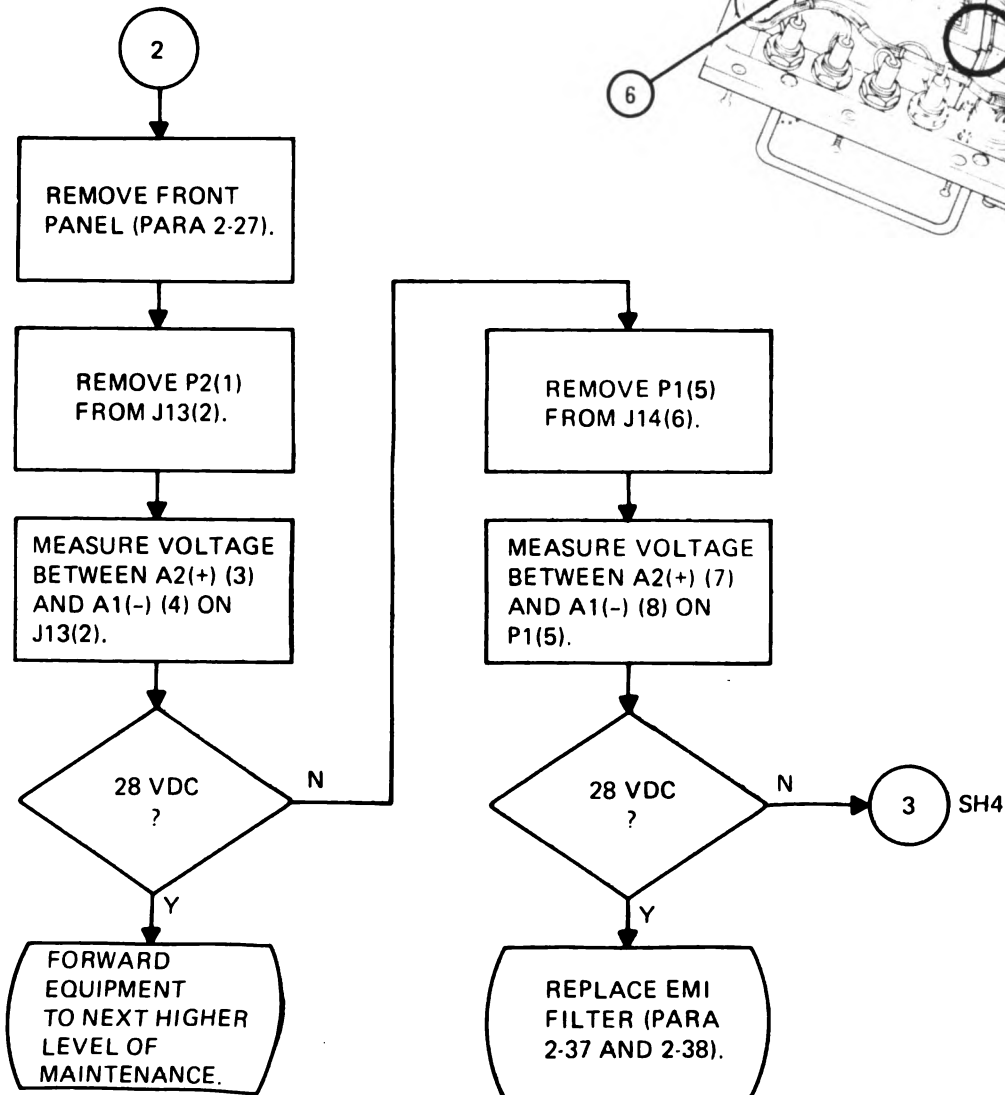 2
6
REMOVE FRONT
PANEL (PARA 2-27).
REMOVE P2(1)
FROM J13(2).
MEASURE VOLTAGE
BETWEEN A2(+) (3)
AND A1(-) (4) ON
J13(2).
28 VDC
?
N
Y
FORWARD
EQUIPMENT
TO NEXT HIGHER
LEVEL OF
MAINTENANCE.
REMOVE P1(5)
FROM J14(6).
MEASURE VOLTAGE
BETWEEN A2(+) (7)
AND A1(-) (8) ON
P1(5).
28 VDC
?
N
3 SH4
Y
REPLACE EMI
FILTER (PARA
2-37 AND 2-38).